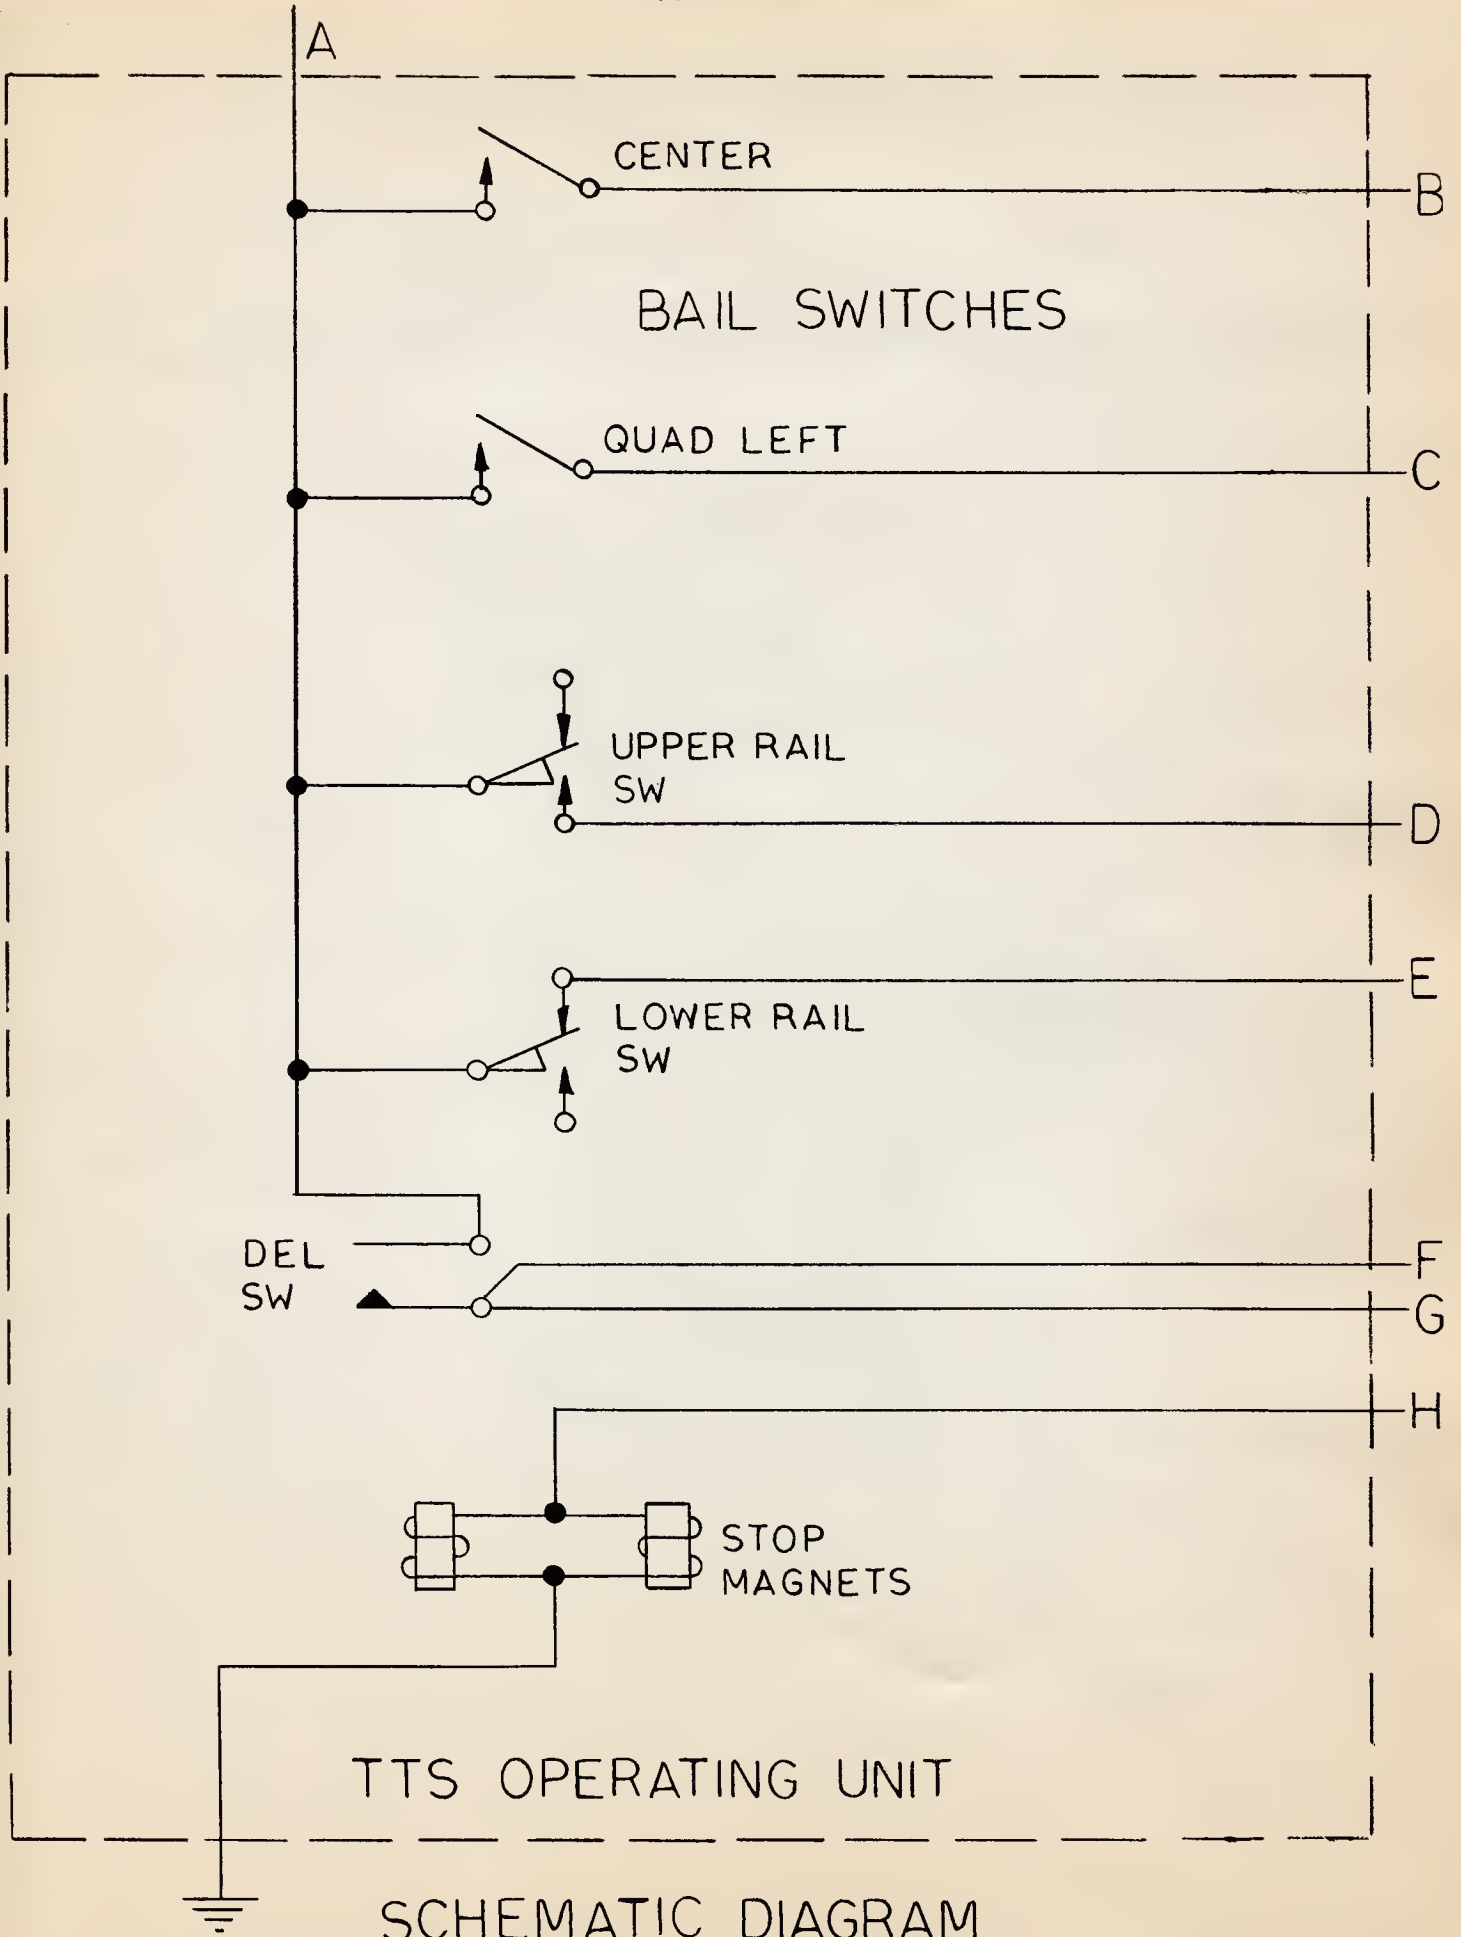 A
CENTER
B
BAIL SWITCHES
QUAD LEFT
C
UPPER RAIL
SW
D
E
LOWER RAIL
SW
DEL
SW
F
G
H
STOP
MAGNETS
TTS OPERATING UNIT
SCHEMATIC DIAGRAM